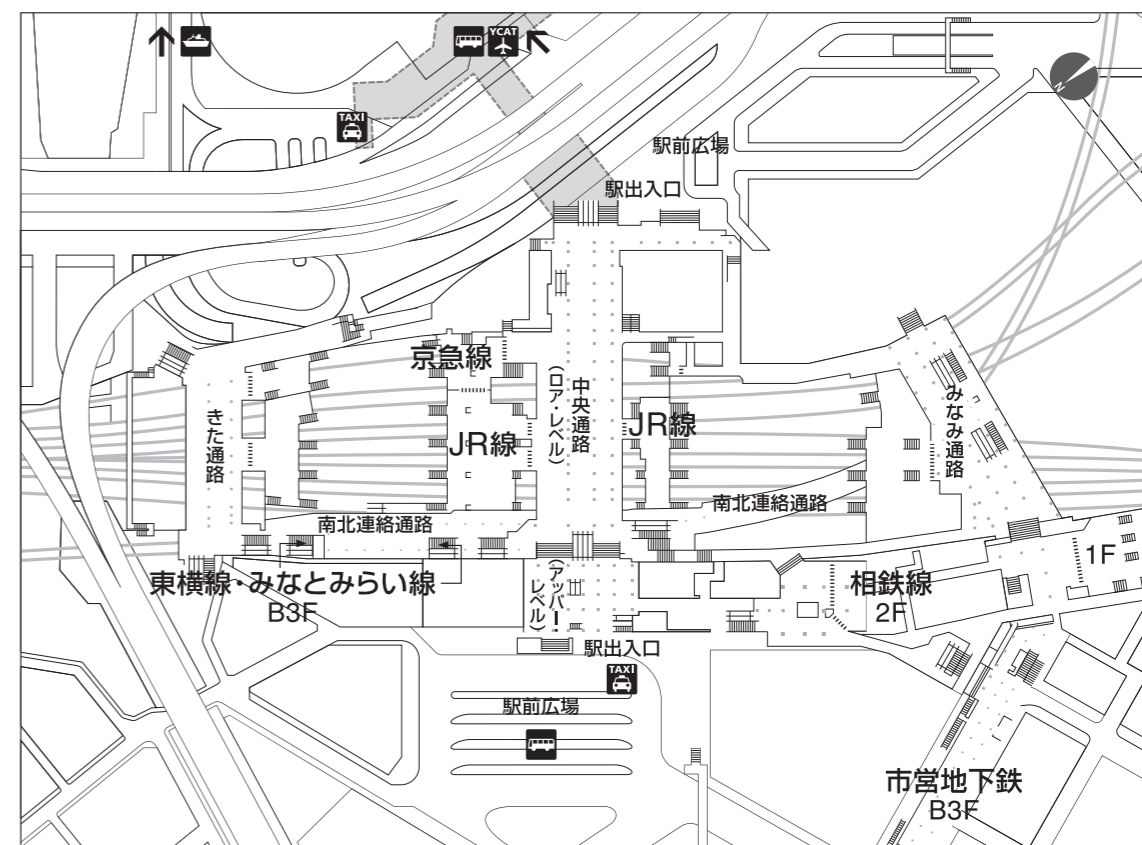 YCAT
N
TAXI
駅前広場
駅出入口
京急線
中央通路
(ロア・レベル)
みなみ通路
きた通路
JR線
JR線
南北連絡通路
南北連絡通路
東横線・みなとみらい線
B3F
(アッパー・
レベル)
相鉄線
2F
1F
駅出入口
TAXI
駅前広場
市営地下鉄
B3F